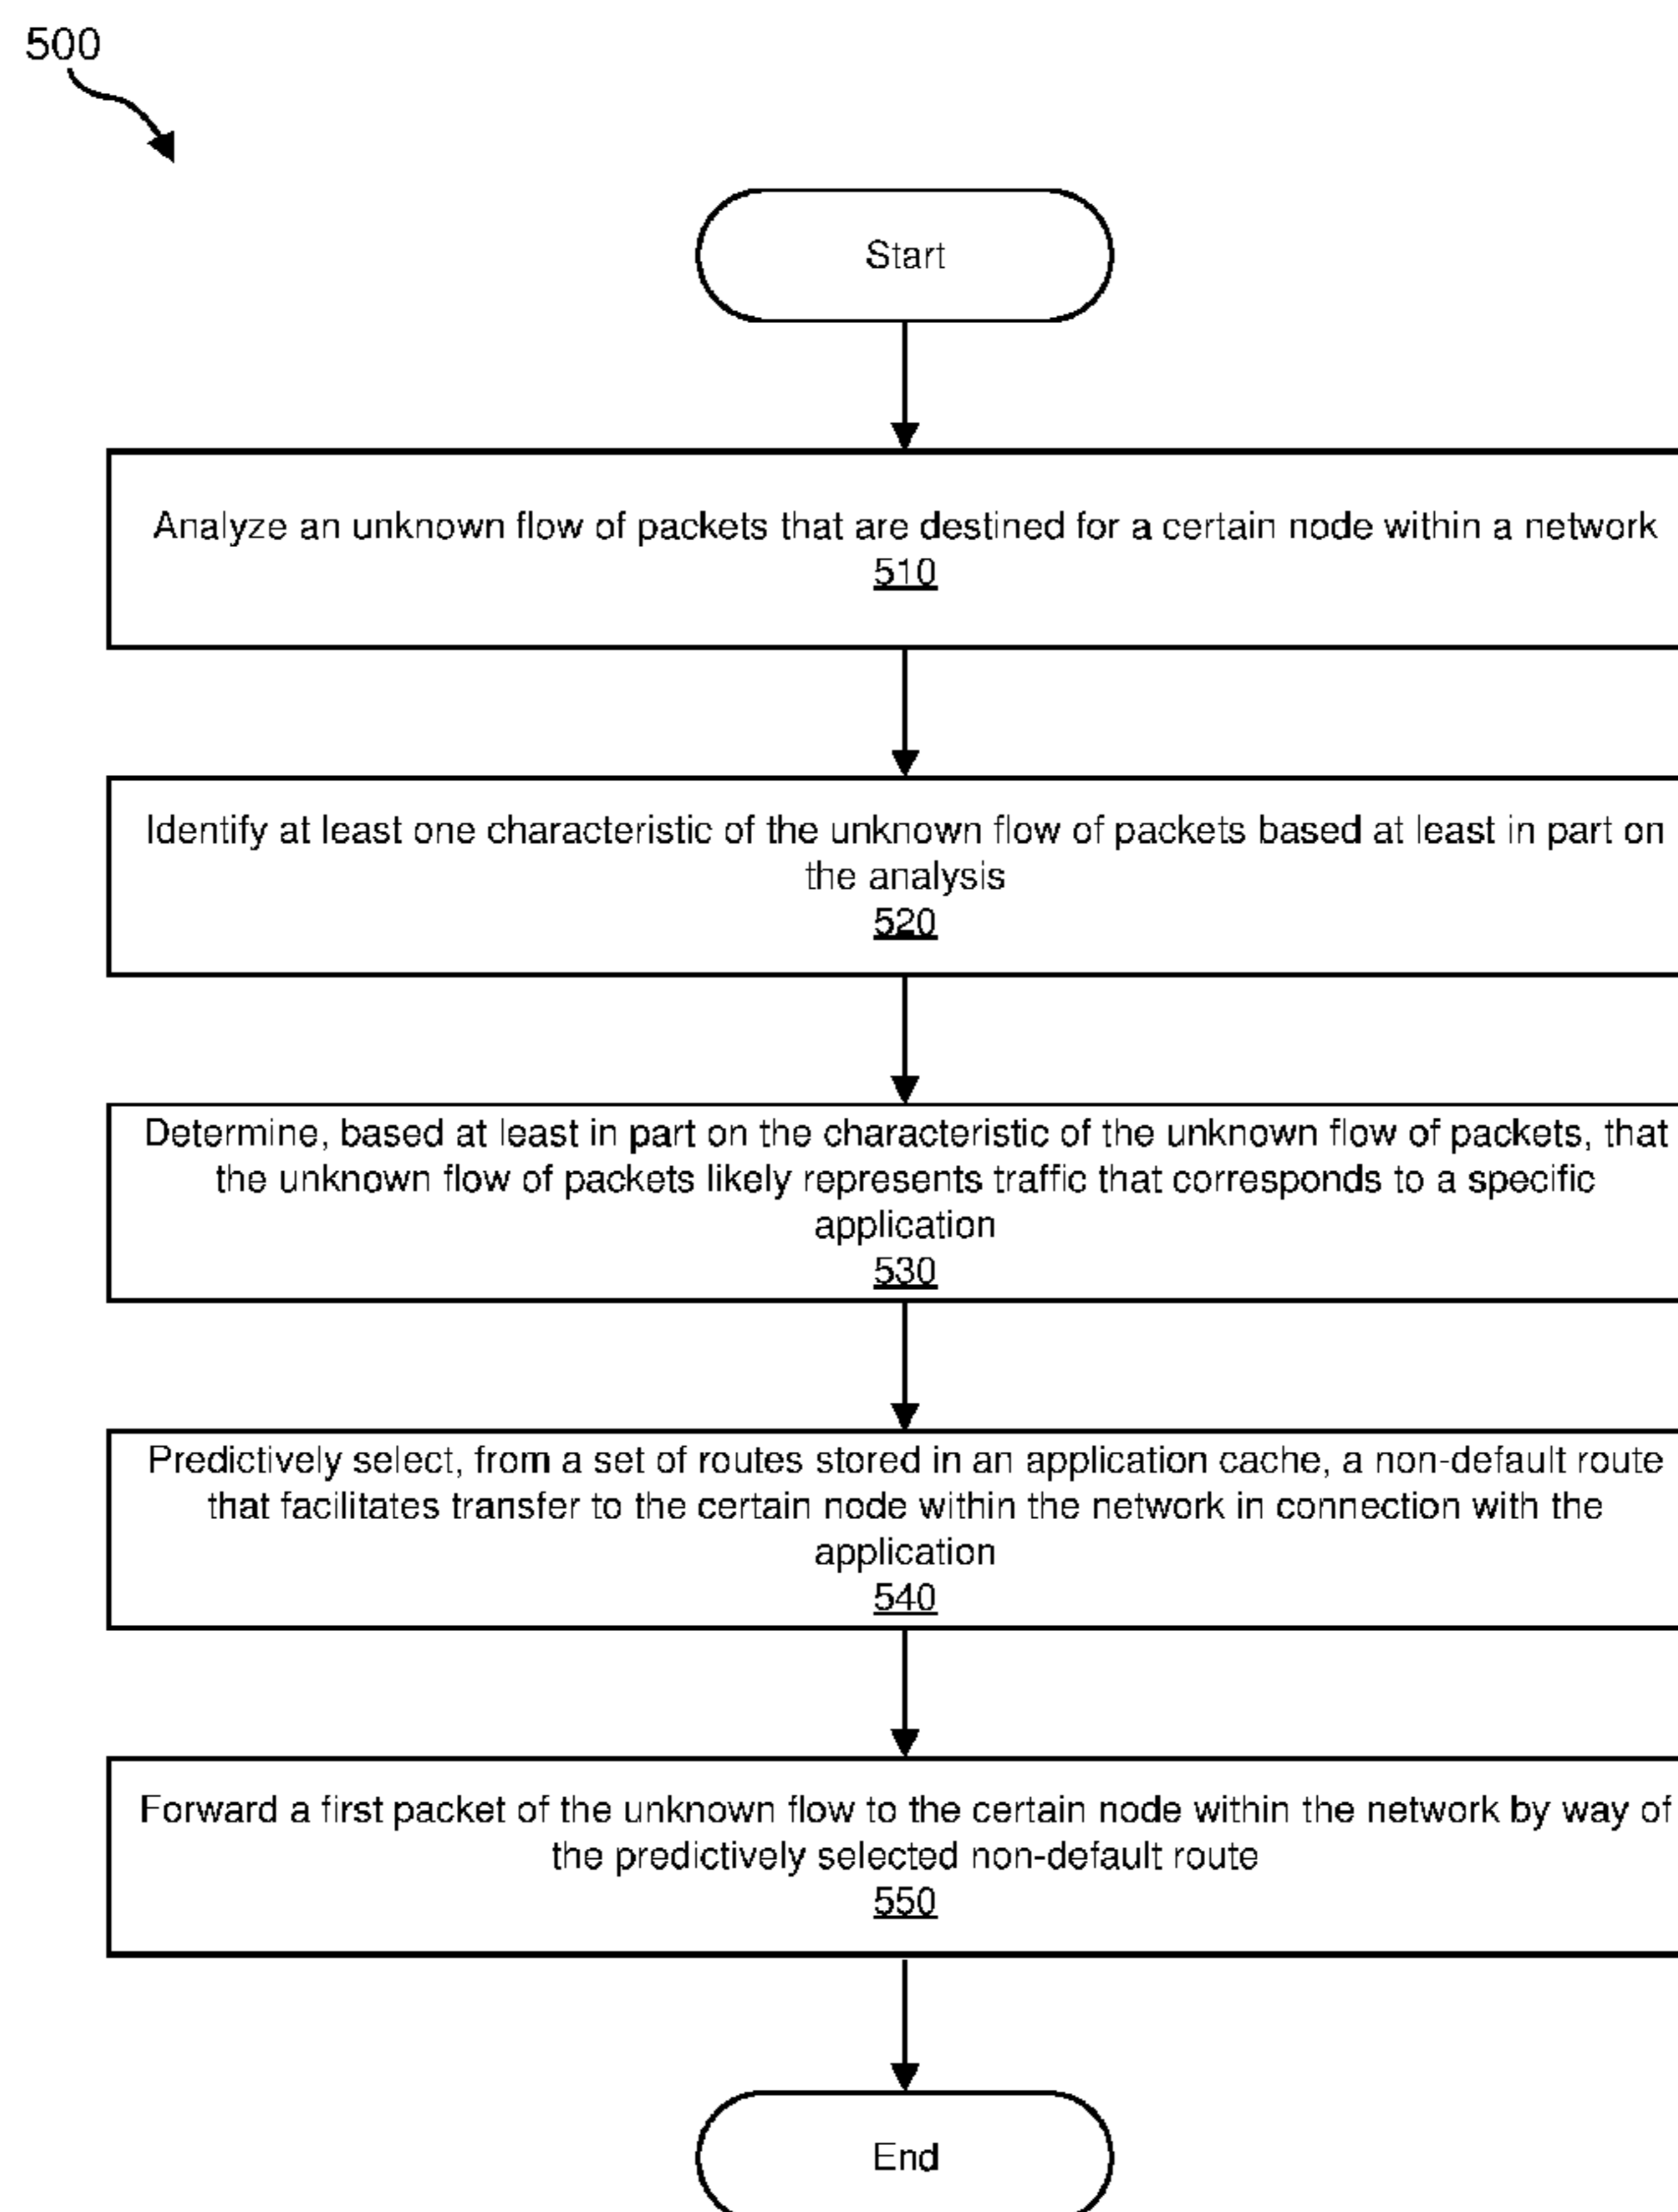 500
Start
Analyze an unknown flow of packets that are destined for a certain node within a network
510
Identify at least one characteristic of the unknown flow of packets based at least in part on
the analysis
520
Determine, based at least in part on the characteristic of the unknown flow of packets, that
the unknown flow of packets likely represents traffic that corresponds to a specific
application
530
Predictively select, from a set of routes stored in an application cache, a non-default route
that facilitates transfer to the certain node within the network in connection with the
application
540
Forward a first packet of the unknown flow to the certain node within the network by way of
the predictively selected non-default route
550
End